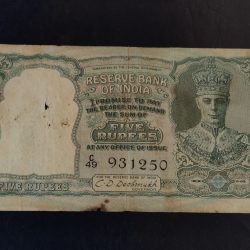 RESERVE BANK
OF INDIA
I PROMISE TO PAY
THE BEARER ON DEMAND
THE SUM OF
FIVE RUPEES
AT ANY OFFICE OF ISSUE
C/49 931250
C.D. Deshmukh
FIVE RUPEES